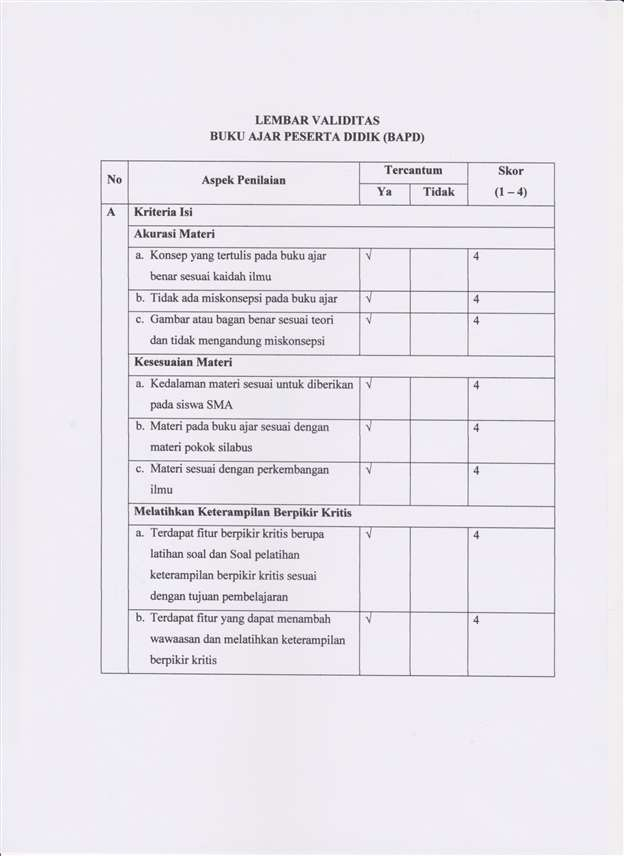 LEMBAR VALIDITAS
BUKU AJAR PESERTA DIDIK (BAPD)
No Aspek Penilaian Tercantum Skor
Ya Tidak (1 – 4)
A Kriteria Isi
Akurasi Materi
a. Konsep yang tertulis pada buku ajar √ 4
benar sesuai kaidah ilmu
b. Tidak ada miskonsepsi pada buku ajar √ 4
c. Gambar atau bagan benar sesuai teori √ 4
dan tidak mengandung miskonsepsi
Kesesuaian Materi
a. Kedalaman materi sesuai untuk diberikan √ 4
pada siswa SMA
b. Materi pada buku ajar sesuai dengan √ 4
materi pokok silabus
c. Materi sesuai dengan perkembangan √ 4
ilmu
Melatihkan Keterampilan Berpikir Kritis
a. Terdapat fitur berpikir kritis berupa √ 4
latihan soal dan Soal pelatihan
keterampilan berpikir kritis sesuai
dengan tujuan pembelajaran
b. Terdapat fitur yang dapat menambah √ 4
wawaasan dan melatihkan keterampilan
berpikir kritis